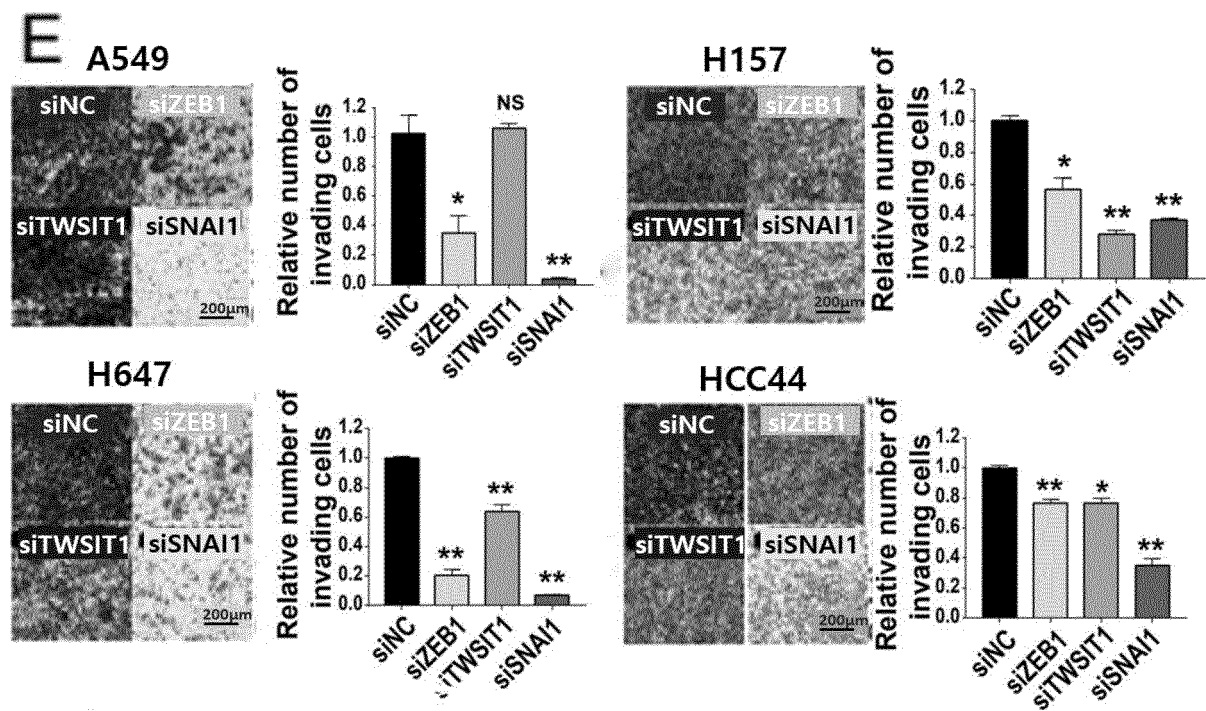 E
A549
siNC
siZEB1
siTWSIT1
siSNAI1
200μm
Relative number of
invading cells
1.2
1.0
0.8
0.6
0.4
0.2
0.0
*
NS
**
siNC
siZEB1
siTWSIT1
siSNAI1
H157
siNC
siZEB1
siTWSIT1
siSNAI1
200μm
Relative number of
invading cells
1.2
1.0
0.8
0.6
0.4
0.2
0.0
*
**
**
siNC
siZEB1
siTWSIT1
siSNAI1
H647
siNC
siZEB1
siTWSIT1
siSNAI1
200μm
Relative number of
invading cells
1.2
1.0
0.8
0.6
0.4
0.2
0.0
**
**
**
siNC
siZEB1
siTWSIT1
siSNAI1
HCC44
siNC
siZEB1
siTWSIT1
siSNAI1
200μm
Relative number of
invading cells
1.2
1.0
0.8
0.6
0.4
0.2
0.0
**
*
**
siNC
siZEB1
siTWSIT1
siSNAI1